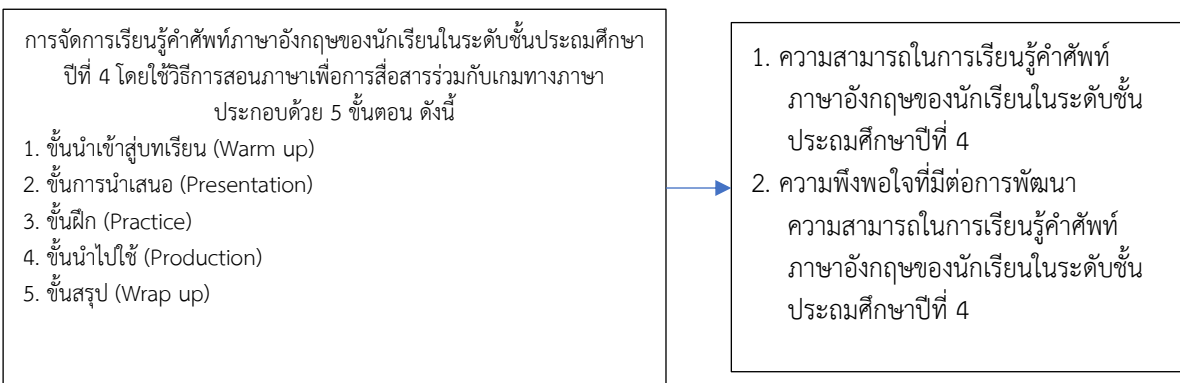 การจัดการเรียนรู้คำศัพท์ภาษาอังกฤษของนักเรียนในระดับชั้นประถมศึกษา
ปีที่ 4 โดยใช้วิธีการสอนภาษาเพื่อการสื่อสารร่วมกับเกมทางภาษา
ประกอบด้วย 5 ขั้นตอน ดังนี้
1. ขั้นนำเข้าสู่บทเรียน (Warm up)
2. ขั้นการนำเสนอ (Presentation)
3. ขั้นฝึก (Practice)
4. ขั้นนำไปใช้ (Production)
5. ขั้นสรุป (Wrap up)
1. ความสามารถในการเรียนรู้คำศัพท์
ภาษาอังกฤษของนักเรียนในระดับชั้น
ประถมศึกษาปีที่ 4
2. ความพึงพอใจที่มีต่อการพัฒนา
ความสามารถในการเรียนรู้คำศัพท์
ภาษาอังกฤษของนักเรียนในระดับชั้น
ประถมศึกษาปีที่ 4